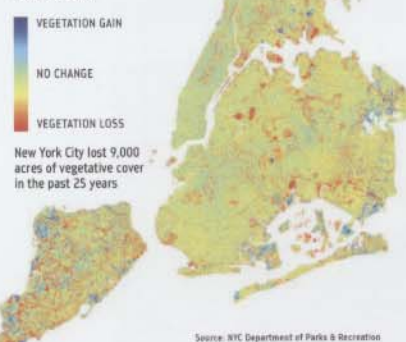 VEGETATION GAIN
NO CHANGE
VEGETATION LOSS
New York City lost 9,000
acres of vegetative cover
in the past 25 years
Source: NYC Department of Parks & Recreation